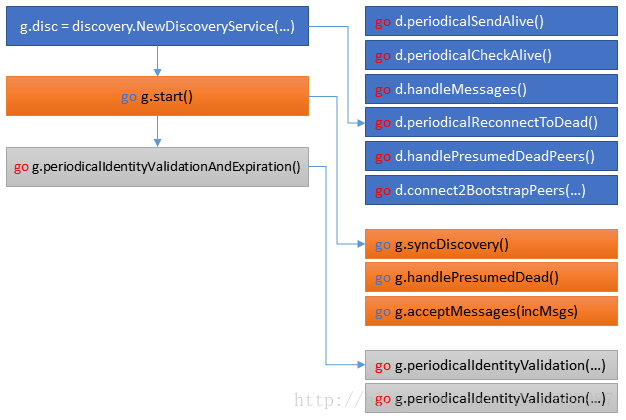 g.disc = discovery.NewDiscoveryService(...)
go g.start()
go g.periodicalIdentityValidationAndExpiration()
go d.periodicalSendAlive()
go d.periodicalCheckAlive()
go d.handleMessages()
go d.periodicalReconnectToDead()
go d.handlePresumedDeadPeers()
go d.connect2BootstrapPeers(...)
go g.syncDiscovery()
go g.handlePresumedDead()
go g.acceptMessages(incMsgs)
go g.periodicalIdentityValidation(...)
go g.periodicalIdentityValidation(...)